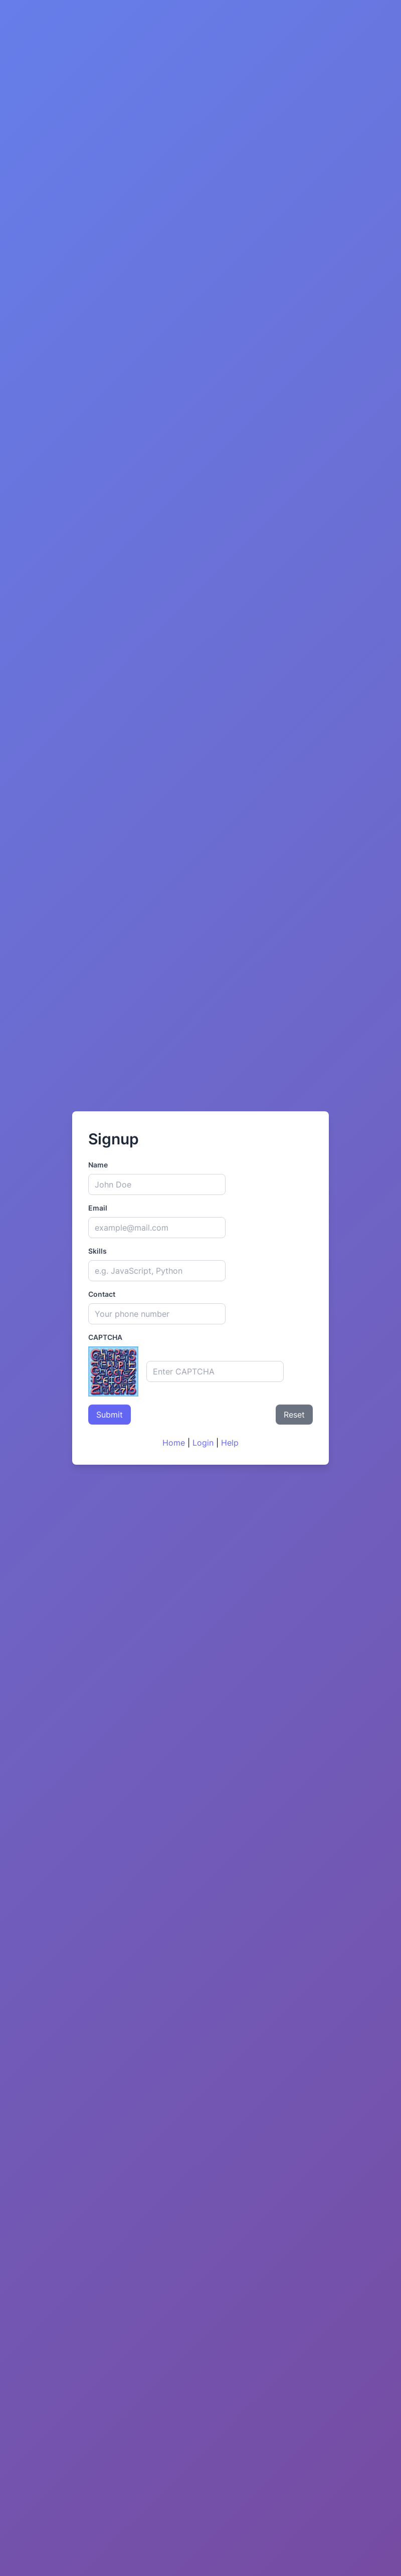 Signup
Name
John Doe
Email
example@mail.com
Skills
e.g. JavaScript, Python
Contact
Your phone number
CAPTCHA
Enter CAPTCHA
Submit Reset
Home | Login | Help